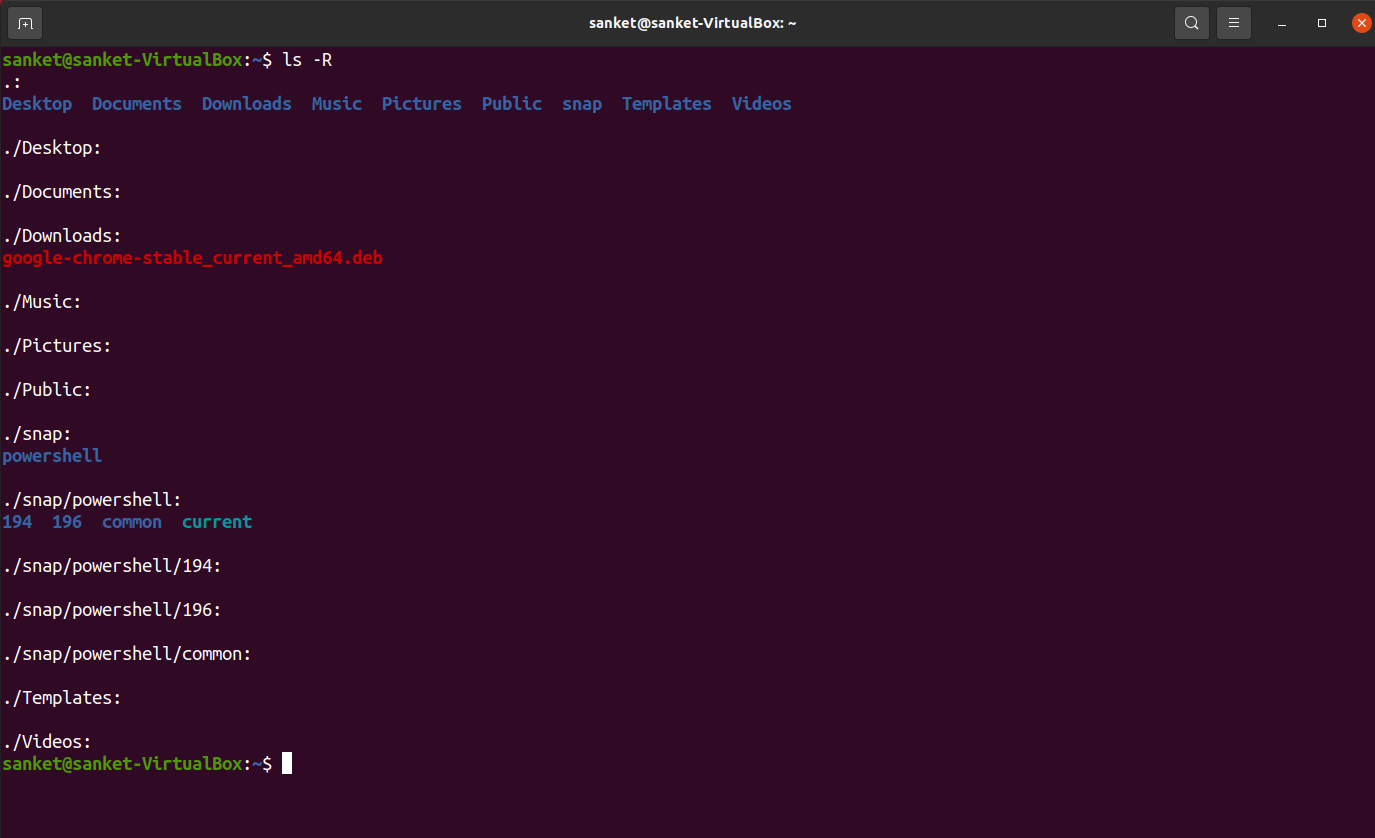 sanket@sanket-VirtualBox: ~
sanket@sanket-VirtualBox:~$ ls -R
.:
Desktop  Documents  Downloads  Music  Pictures  Public  snap  Templates  Videos
./Desktop:
./Documents:
./Downloads:
google-chrome-stable_current_amd64.deb
./Music:
./Pictures:
./Public:
./snap:
powershell
./snap/powershell:
194  196  common  current
./snap/powershell/194:
./snap/powershell/196:
./snap/powershell/common:
./Templates:
./Videos:
sanket@sanket-VirtualBox:~$